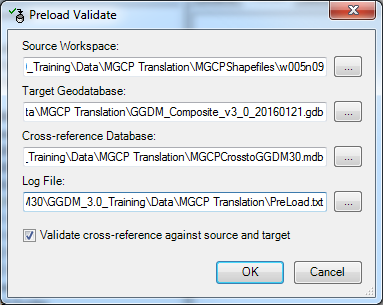 Preload Validate
Source Workspace:
)_Training\Data\MGCP Translation\MGCPShapefiles\w005n09
...
Target Geodatabase:
ta\MGCP Translation\GGDM_Composite_v3_0_20160121.gdb
...
Cross-reference Database:
_Training\Data\MGCP Translation\MGCPCrosstoGGDM30.mdb
...
Log File:
M30\GGDM_3.0_Training\Data\MGCP Translation\PreLoad.txt
...
Validate cross-reference against source and target
OK
Cancel